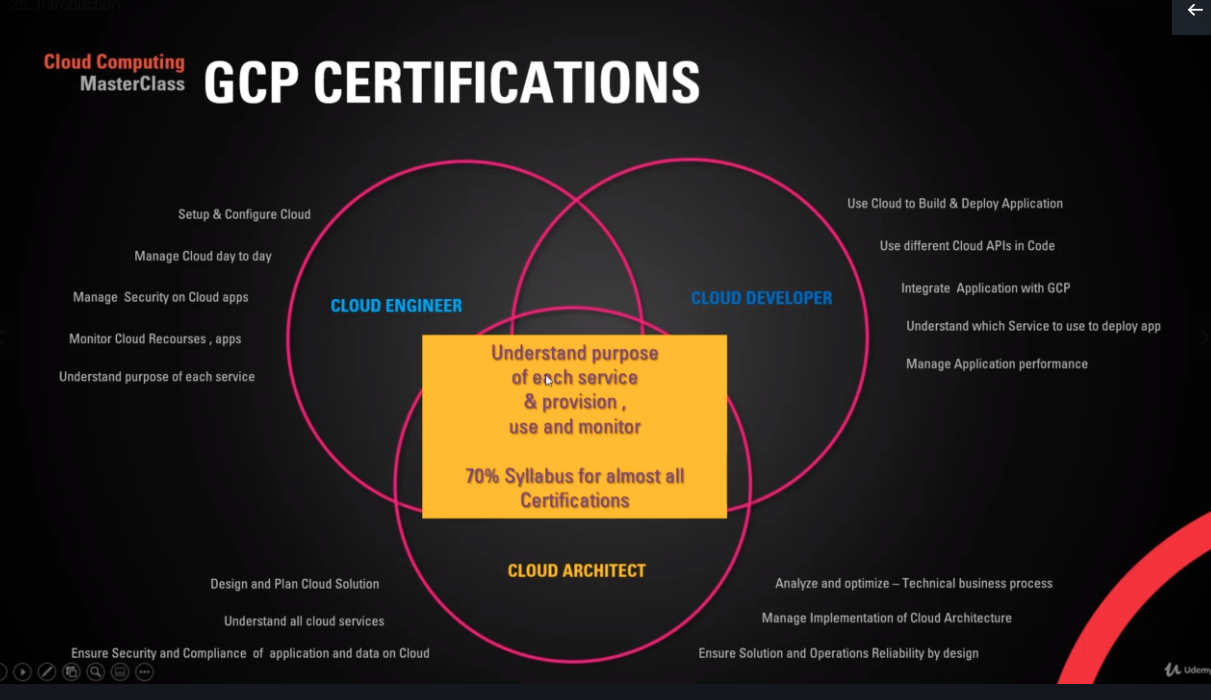 25. Introduction
Cloud Computing
MasterClass
GCP CERTIFICATIONS
Setup & Configure Cloud
Manage Cloud day to day
Manage Security on Cloud apps
Monitor Cloud Recourses , apps
Understand purpose of each service
CLOUD ENGINEER
CLOUD DEVELOPER
Use Cloud to Build & Deploy Application
Use different Cloud APIs in Code
Integrate Application with GCP
Understand which Service to use to deploy app
Manage Application performance
Understand purpose
of each service
& provision ,
use and monitor
70% Syllabus for almost all
Certifications
CLOUD ARCHITECT
Design and Plan Cloud Solution
Understand all cloud services
Ensure Security and Compliance of application and data on Cloud
Analyze and optimize – Technical business process
Manage Implementation of Cloud Architecture
Ensure Solution and Operations Reliability by design
Udemy